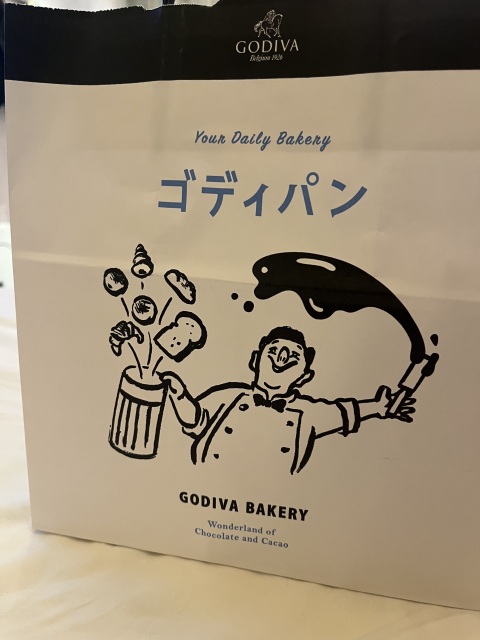 GODIVA
Belgium 1926
Your Daily Bakery
ゴディパン
GODIVA BAKERY
Wonderland of
Chocolate and Cacao